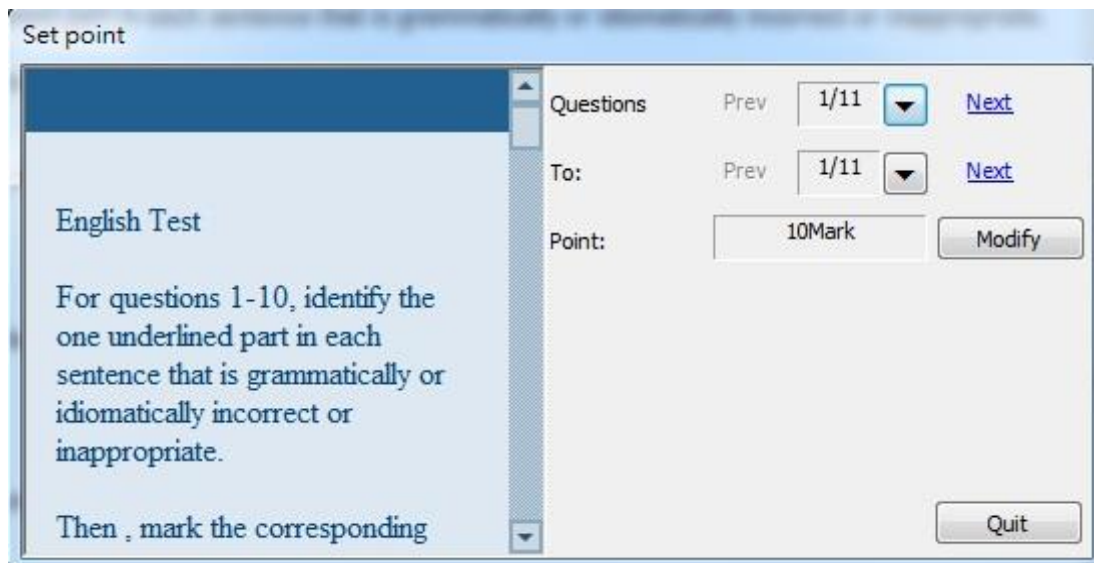 Set point
Questions Prev 1/11 Next
To: Prev 1/11 Next
Point: 10Mark Modify
English Test
For questions 1-10, identify the
one underlined part in each
sentence that is grammatically or
idiomatically incorrect or
inappropriate.
Then , mark the corresponding
Quit